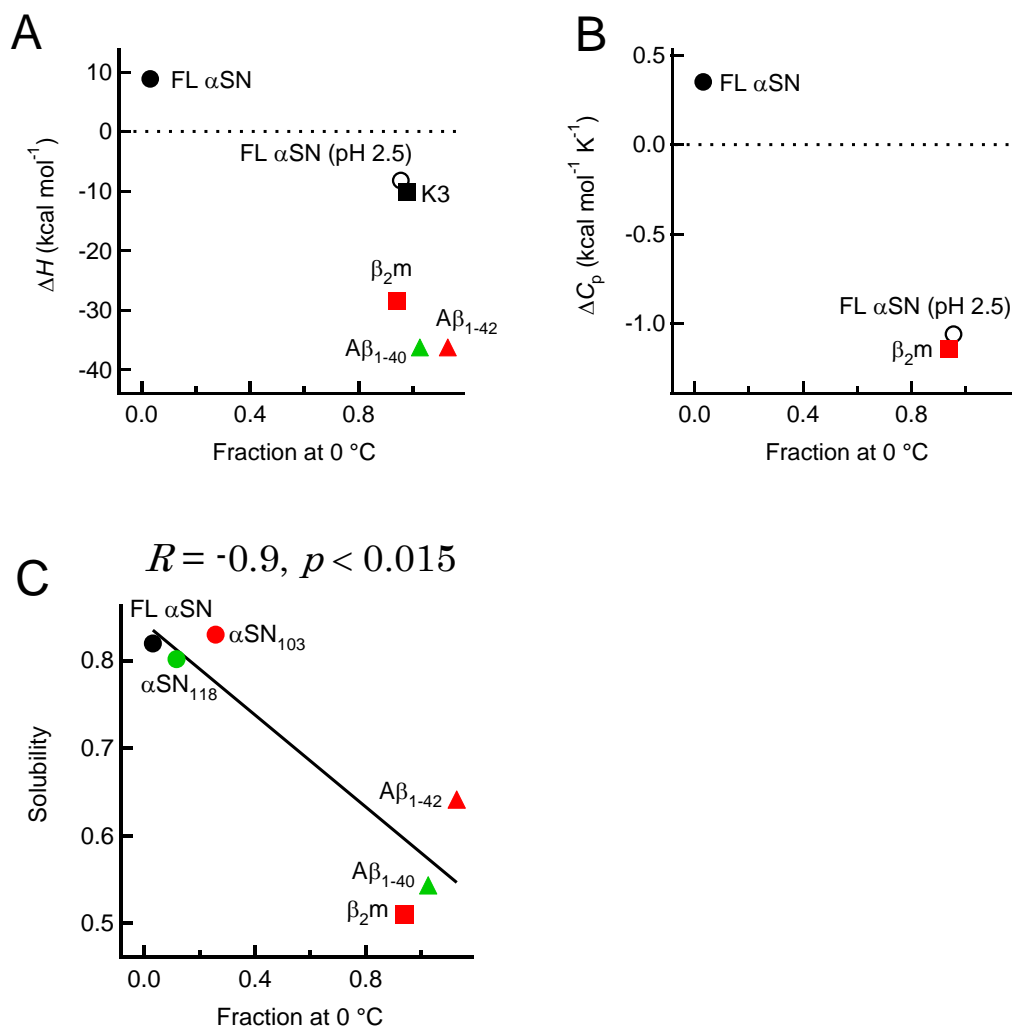 A
10
0
-10
-20
-30
-40
ΔH (kcal mol⁻¹)
FL αSN
FL αSN (pH 2.5)
K3
β₂m
Aβ₁₋₄₂
Aβ₁₋₄₀
0.0 0.4 0.8
Fraction at 0 °C
B
0.5
0.0
-0.5
-1.0
ΔCₚ (kcal mol⁻¹ K⁻¹)
FL αSN
FL αSN (pH 2.5)
β₂m
0.0 0.4 0.8
Fraction at 0 °C
C
R = -0.9, p < 0.015
0.8
0.7
0.6
0.5
Solubility
FL αSN
αSN₁₀₃
αSN₁₁₈
Aβ₁₋₄₂
Aβ₁₋₄₀
β₂m
0.0 0.4 0.8
Fraction at 0 °C